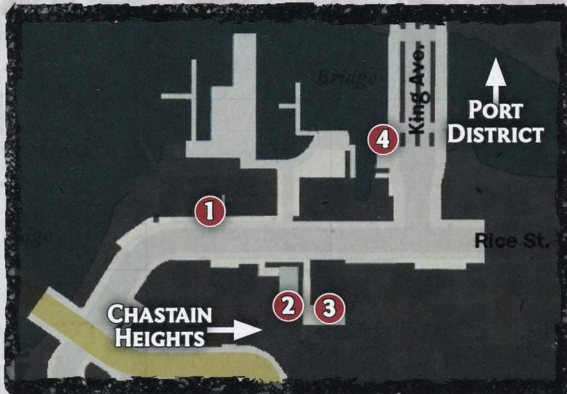 Bridge
King Ave.
PORT
DISTRICT
4
1
Rice St.
2
3
CHASTAIN
HEIGHTS